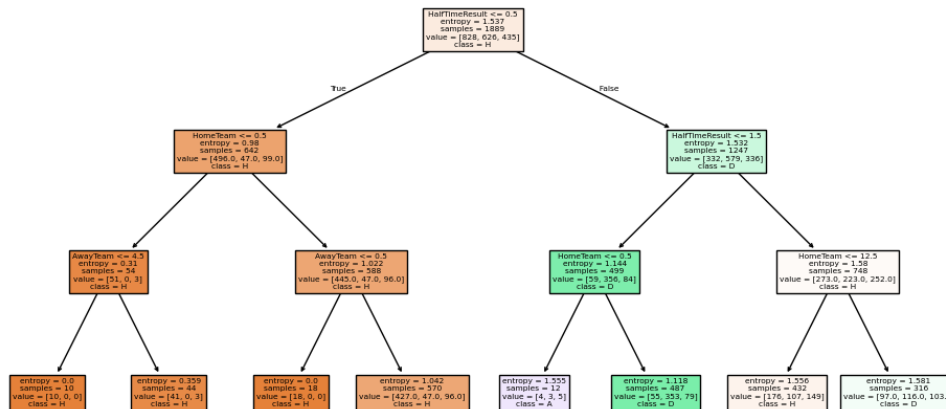 HalfTimeResult <= 0.5
entropy = 1.537
samples = 1889
value = [828, 626, 435]
class = H
True
False
HomeTeam <= 0.5
entropy = 0.98
samples = 642
value = [496.0, 47.0, 99.0]
class = H
HalfTimeResult <= 1.5
entropy = 1.532
samples = 1247
value = [332, 579, 336]
class = D
AwayTeam <= 4.5
entropy = 0.31
samples = 54
value = [51, 0, 3]
class = H
AwayTeam <= 0.5
entropy = 1.022
samples = 588
value = [445.0, 47.0, 96.0]
class = H
HomeTeam <= 0.5
entropy = 1.144
samples = 499
value = [59, 356, 84]
class = D
HomeTeam <= 12.5
entropy = 1.58
samples = 748
value = [273.0, 223.0, 252.0]
class = H
entropy = 0.0
samples = 10
value = [10, 0, 0]
class = H
entropy = 0.359
samples = 44
value = [41, 0, 3]
class = H
entropy = 0.0
samples = 18
value = [18, 0, 0]
class = H
entropy = 1.042
samples = 570
value = [427.0, 47.0, 96.0]
class = H
entropy = 1.555
samples = 12
value = [4, 3, 5]
class = A
entropy = 1.118
samples = 487
value = [55, 353, 79]
class = D
entropy = 1.556
samples = 432
value = [176, 107, 149]
class = H
entropy = 1.581
samples = 316
value = [97.0, 116.0, 103
class = D